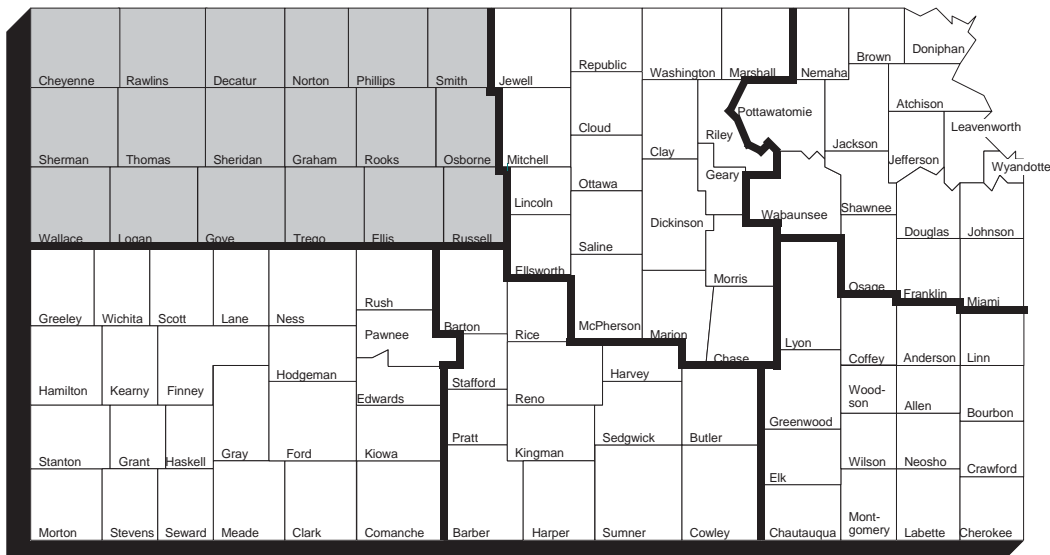 Doniphan
Brown
Republic
Washington
Marshall
Nemaha
Cheyenne
Rawlins
Decatur
Norton
Phillips
Smith
Jewell
Atchison
Pottawatomie
Leavenworth
Cloud
Riley
Jackson
Clay
Sherman
Thomas
Sheridan
Graham
Rooks
Osborne
Mitchell
Jefferson
Wyandotte
Geary
Ottawa
Lincoln
Shawnee
Wabaunsee
Dickinson
Wallace
Logan
Gove
Trego
Ellis
Russell
Saline
Douglas
Johnson
Ellsworth
Morris
Osage
Franklin
Miami
Rush
Greeley
Wichita
Scott
Lane
Ness
Barton
McPherson
Pawnee
Rice
Marion
Lyon
Chase
Coffey
Anderson
Linn
Hodgeman
Harvey
Stafford
Hamilton
Kearny
Finney
Wood-
son
Edwards
Reno
Allen
Bourbon
Greenwood
Pratt
Sedgwick
Butler
Gray
Ford
Kiowa
Kingman
Stanton
Grant
Haskell
Wilson
Neosho
Crawford
Elk
Mont-
gomery
Morton
Stevens
Seward
Meade
Clark
Comanche
Barber
Harper
Sumner
Cowley
Chautauqua
Labette
Cherokee